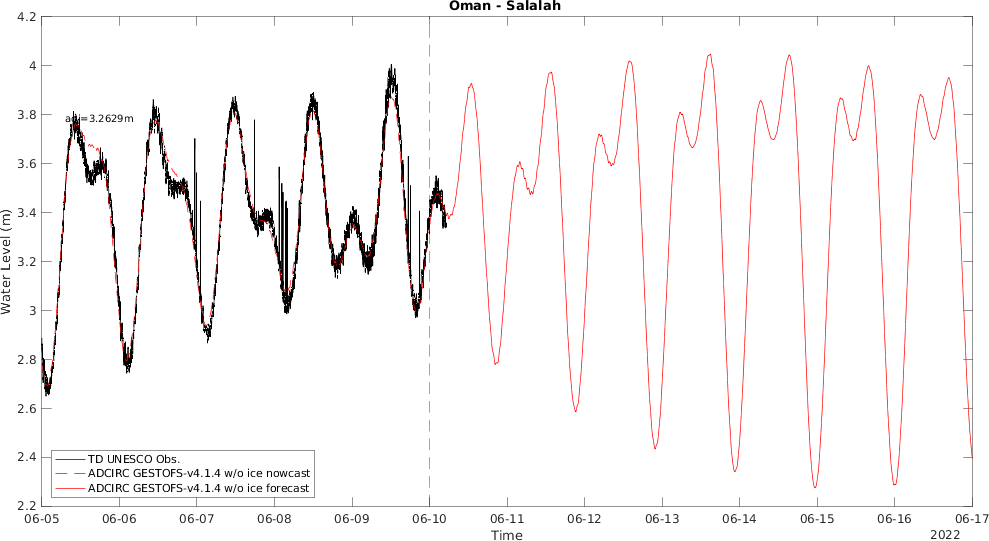 Oman - Salalah
4.2
4
3.8
3.6
3.4
3.2
3
2.8
2.6
2.4
2.2
Water Level (m)
adj=3.2629m
TD UNESCO Obs.
ADCIRC GESTOFS-v4.1.4 w/o ice nowcast
ADCIRC GESTOFS-v4.1.4 w/o ice forecast
06-05 06-06 06-07 06-08 06-09 06-10 06-11 06-12 06-13 06-14 06-15 06-16 06-17
Time
2022